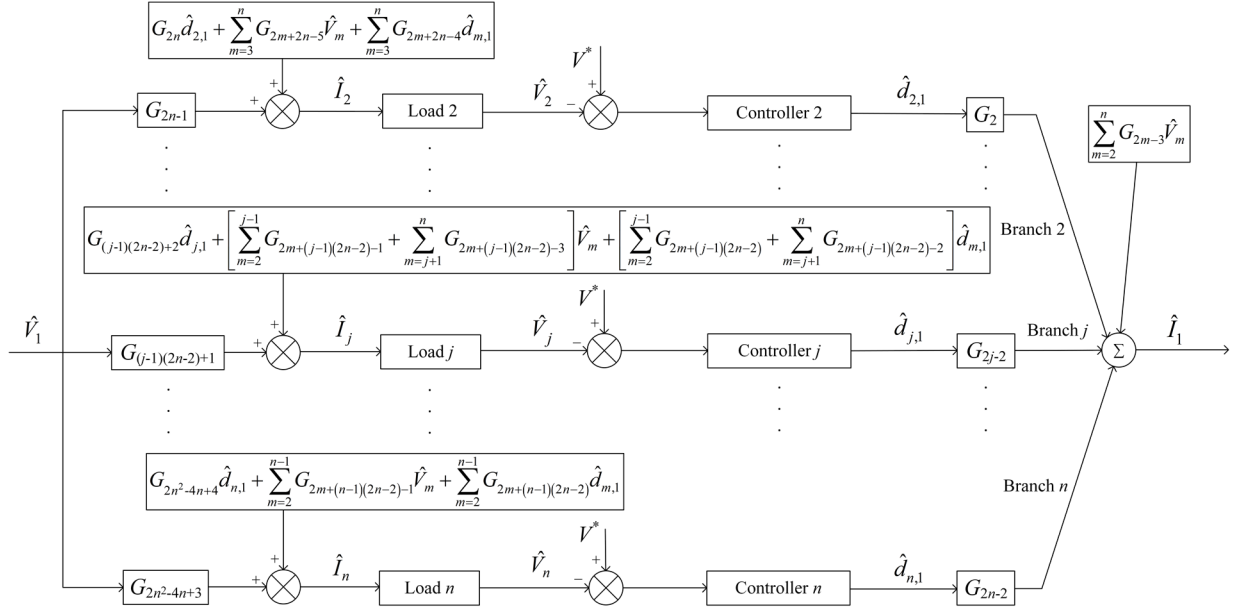 $G_{2n}\hat{d}_{2,1}+\sum_{m=3}^{n}G_{2m+2n-5}\hat{V}_m+\sum_{m=3}^{n}G_{2m+2n-4}\hat{d}_{m,1}$
$V^*$
+ $\hat{I}_2$ $\hat{V}_2$ + $\hat{d}_{2,1}$
$G_{2n-1}$ + Load 2 − Controller 2 $G_2$ $\sum_{m=2}^{n}G_{2m-3}\hat{V}_m$
$G_{(j-1)(2n-2)+2}\hat{d}_{j,1}+\left[\sum_{m=2}^{j-1}G_{2m+(j-1)(2n-2)-1}+\sum_{m=j+1}^{n}G_{2m+(j-1)(2n-2)-3}\right]\hat{V}_m+\left[\sum_{m=2}^{j-1}G_{2m+(j-1)(2n-2)}+\sum_{m=j+1}^{n}G_{2m+(j-1)(2n-2)-2}\right]\hat{d}_{m,1}$ Branch 2
$V^*$
$\hat{V}_1$ + $\hat{I}_j$ $\hat{V}_j$ + $\hat{d}_{j,1}$ Branch j $\hat{I}_1$
$G_{(j-1)(2n-2)+1}$ + Load j − Controller j $G_{2j-2}$ Σ
$G_{2n^2-4n+4}\hat{d}_{n,1}+\sum_{m=2}^{n-1}G_{2m+(n-1)(2n-2)-1}\hat{V}_m+\sum_{m=2}^{n-1}G_{2m+(n-1)(2n-2)}\hat{d}_{m,1}$ Branch n
$V^*$
+ $\hat{I}_n$ $\hat{V}_n$ + $\hat{d}_{n,1}$
$G_{2n^2-4n+3}$ + Load n − Controller n $G_{2n-2}$